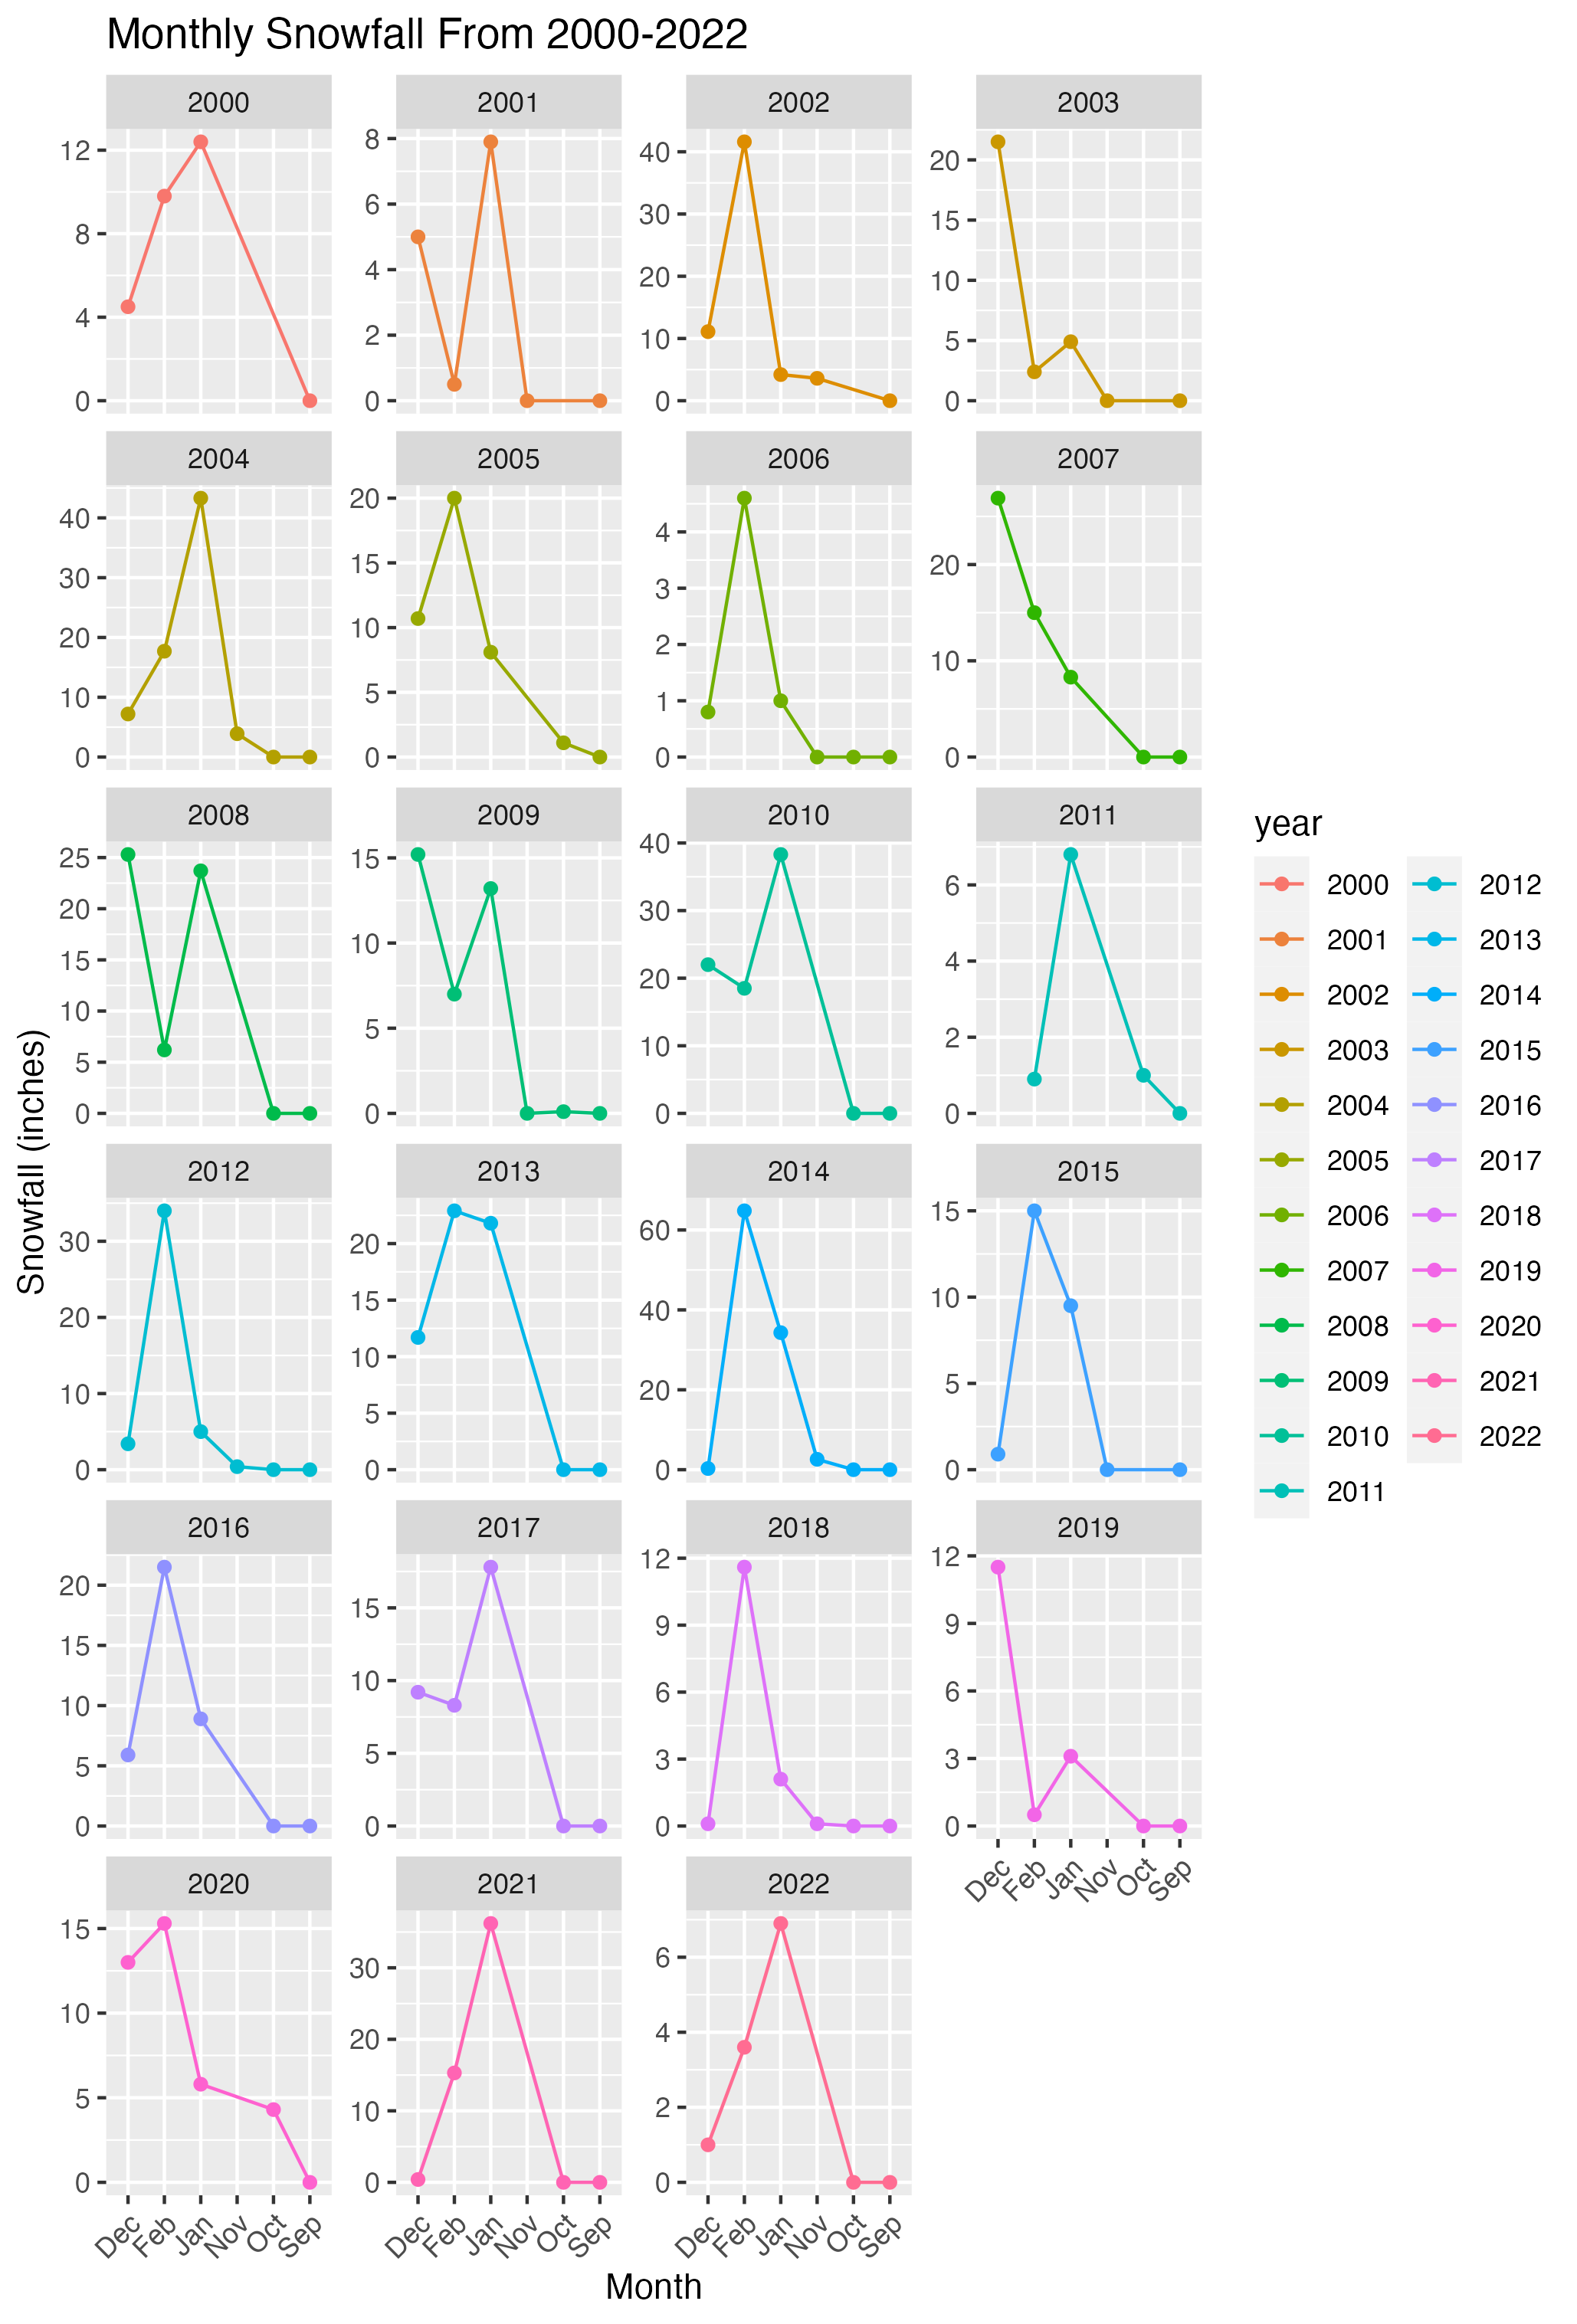 Monthly Snowfall From 2000-2022
2000 2001 2002 2003
12 8 4 0
8 6 4 2 0
40 30 20 10 0
20 15 10 5 0
2004 2005 2006 2007
40 30 20 10 0
20 15 10 5 0
4 3 2 1 0
20 10 0
2008 2009 2010 2011
25 20 15 10 5 0
15 10 5 0
40 30 20 10 0
6 4 2 0
2012 2013 2014 2015
30 20 10 0
20 15 10 5 0
60 40 20 0
15 10 5 0
2016 2017 2018 2019
20 15 10 5 0
15 10 5 0
12 9 6 3 0
12 9 6 3 0
Dec Feb Jan Nov Oct Sep
2020 2021 2022
15 10 5 0
30 20 10 0
6 4 2 0
Dec Feb Jan Nov Oct Sep
Dec Feb Jan Nov Oct Sep
Dec Feb Jan Nov Oct Sep
Month
Snowfall (inches)
year
2000 2012
2001 2013
2002 2014
2003 2015
2004 2016
2005 2017
2006 2018
2007 2019
2008 2020
2009 2021
2010 2022
2011